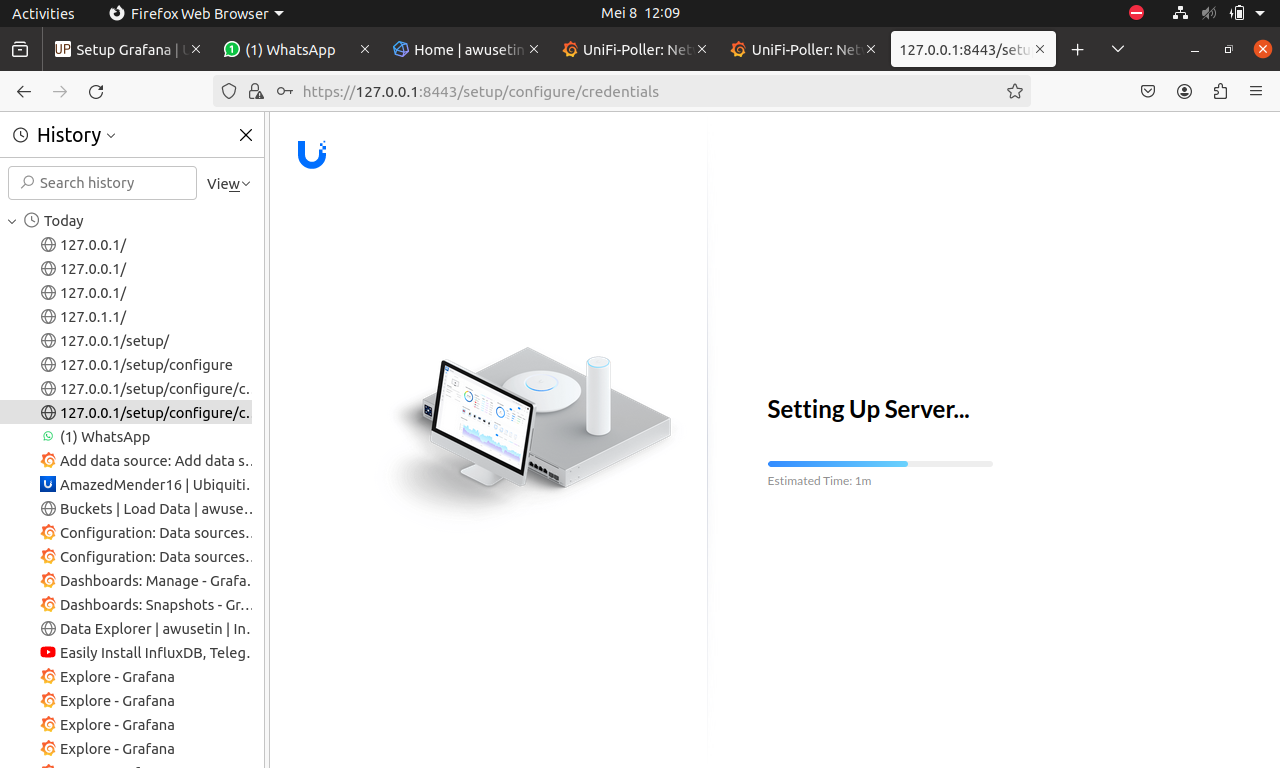 Activities
Firefox Web Browser
Mei 8 12:09
UP Setup Grafana | U
(1) WhatsApp
Home | awusetin
UniFi-Poller: Net
UniFi-Poller: Net
127.0.0.1:8443/setu
https://127.0.0.1:8443/setup/configure/credentials
History
Search history
View
Today
127.0.0.1/
127.0.0.1/
127.0.0.1/
127.0.1.1/
127.0.0.1/setup/
127.0.0.1/setup/configure
127.0.0.1/setup/configure/c…
127.0.0.1/setup/configure/c…
(1) WhatsApp
Add data source: Add data s…
AmazedMender16 | Ubiquiti…
Buckets | Load Data | awuse…
Configuration: Data sources…
Configuration: Data sources…
Dashboards: Manage - Grafa…
Dashboards: Snapshots - Gr…
Data Explorer | awusetin | In…
Easily Install InfluxDB, Teleg…
Explore - Grafana
Explore - Grafana
Explore - Grafana
Explore - Grafana
Setting Up Server...
Estimated Time: 1m